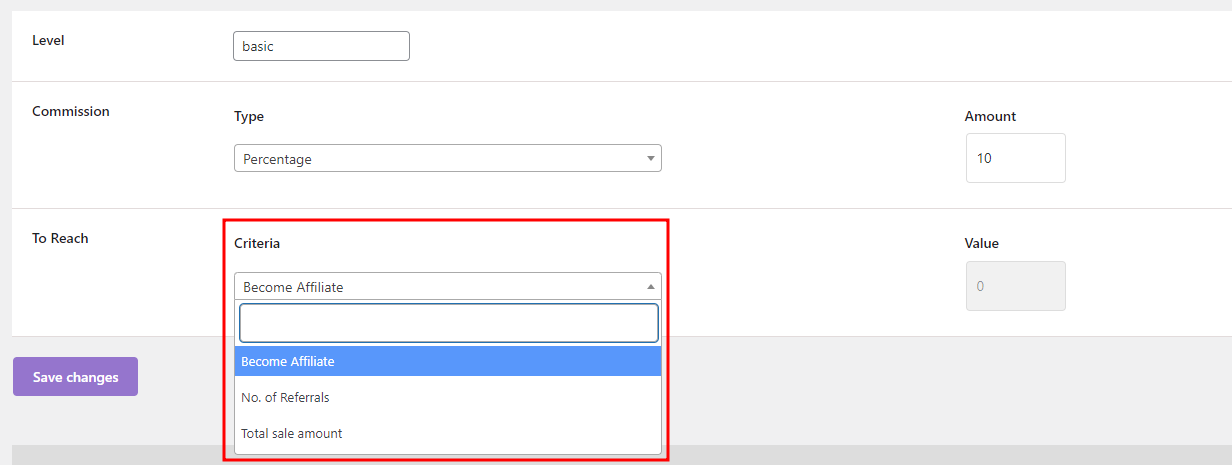 Level
basic
Commission
Type
Amount
Percentage
10
To Reach
Criteria
Value
Become Affiliate
0
Become Affiliate
No. of Referrals
Total sale amount
Save changes